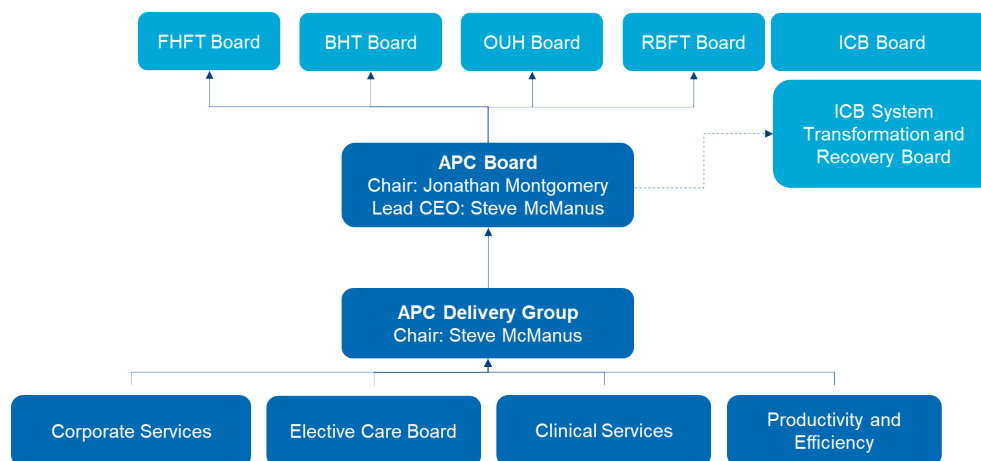 FHFT Board
BHT Board
OUH Board
RBFT Board
ICB Board
ICB System
Transformation and
Recovery Board
APC Board
Chair: Jonathan Montgomery
Lead CEO: Steve McManus
APC Delivery Group
Chair: Steve McManus
Corporate Services
Elective Care Board
Clinical Services
Productivity and
Efficiency